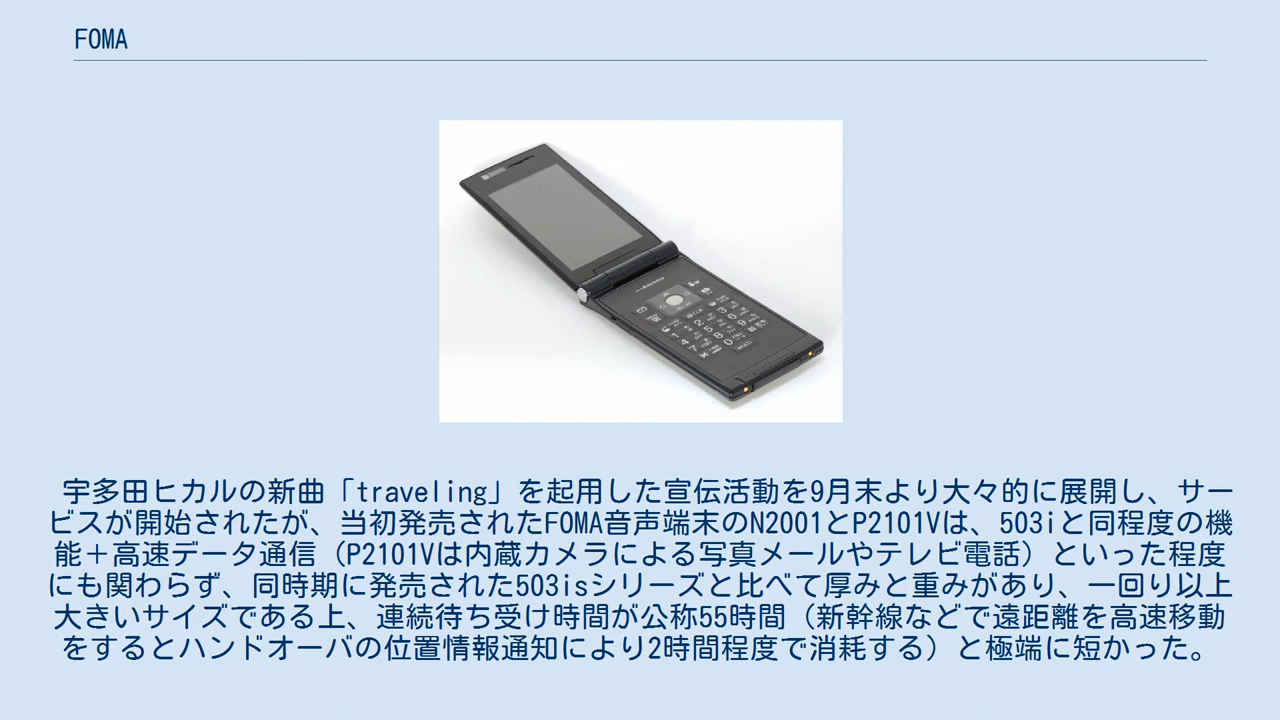 FOMA
docomo
宇多田ヒカルの新曲「traveling」を起用した宣伝活動を9月末より大々的に展開し、サー
ビスが開始されたが、当初発売されたFOMA音声端末のN2001とP2101Vは、503iと同程度の機
能＋高速データ通信（P2101Vは内蔵カメラによる写真メールやテレビ電話）といった程度
にも関わらず、同時期に発売された503isシリーズと比べて厚みと重みがあり、一回り以上
大きいサイズである上、連続待ち受け時間が公称55時間（新幹線などで遠距離を高速移動
をするとハンドオーバの位置情報通知により2時間程度で消耗する）と極端に短かった。